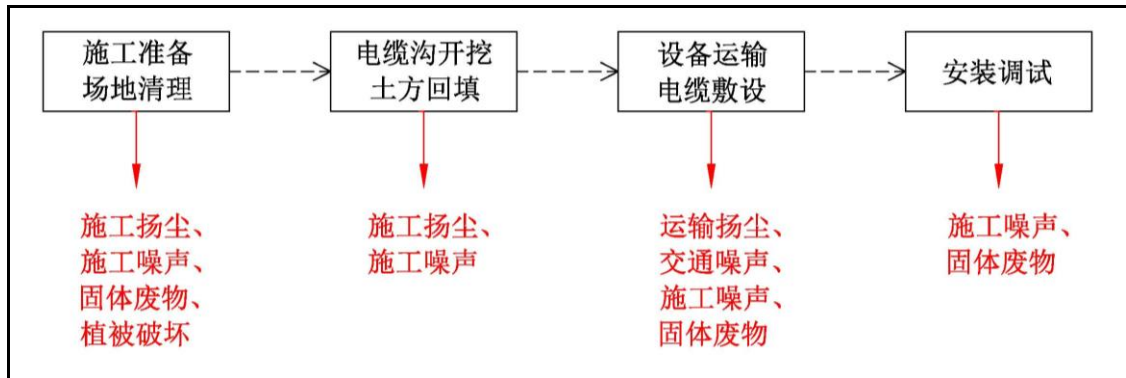 施工准备
场地清理
电缆沟开挖
土方回填
设备运输
电缆敷设
安装调试
施工扬尘、
施工噪声、
固体废物、
植被破坏
施工扬尘、
施工噪声
运输扬尘、
交通噪声、
施工噪声、
固体废物
施工噪声、
固体废物